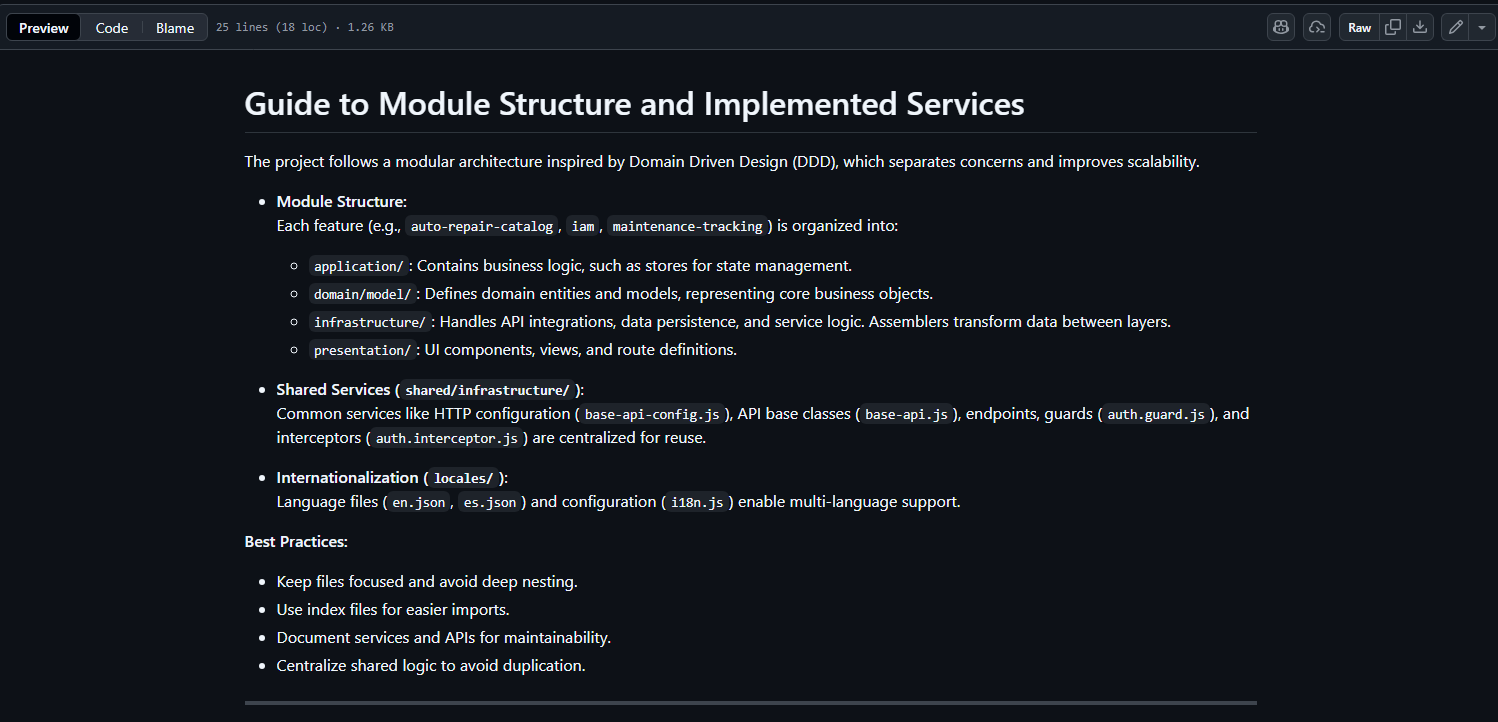 Preview Code Blame 25 lines (18 loc) · 1.26 KB Raw
Guide to Module Structure and Implemented Services
The project follows a modular architecture inspired by Domain Driven Design (DDD), which separates concerns and improves scalability.
• Module Structure:
Each feature (e.g., auto-repair-catalog, iam, maintenance-tracking) is organized into:
○ application/: Contains business logic, such as stores for state management.
○ domain/model/: Defines domain entities and models, representing core business objects.
○ infrastructure/: Handles API integrations, data persistence, and service logic. Assemblers transform data between layers.
○ presentation/: UI components, views, and route definitions.
• Shared Services (shared/infrastructure/):
Common services like HTTP configuration (base-api-config.js), API base classes (base-api.js), endpoints, guards (auth.guard.js), and
interceptors (auth.interceptor.js) are centralized for reuse.
• Internationalization (locales/):
Language files (en.json, es.json) and configuration (i18n.js) enable multi-language support.
Best Practices:
• Keep files focused and avoid deep nesting.
• Use index files for easier imports.
• Document services and APIs for maintainability.
• Centralize shared logic to avoid duplication.